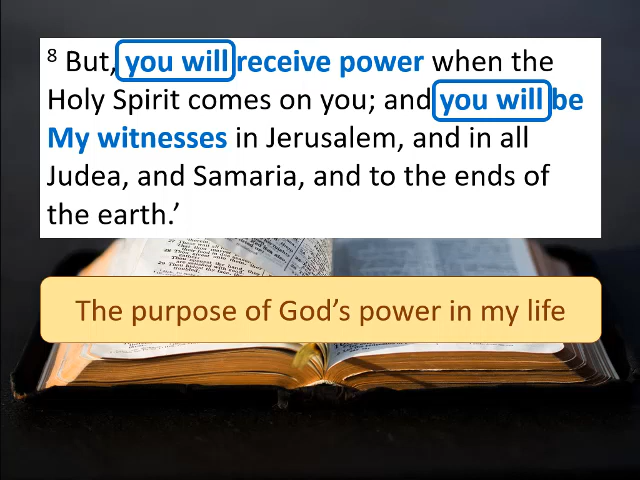 ⁸ But, you will receive power when the
Holy Spirit comes on you; and you will be
My witnesses in Jerusalem, and in all
Judea, and Samaria, and to the ends of
the earth.’
The purpose of God’s power in my life